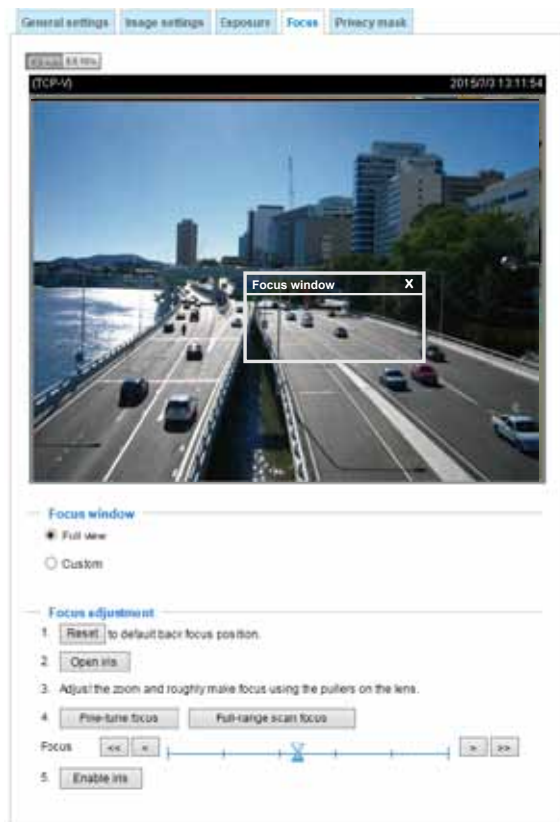 General settings Image settings Exposure Focus Privacy mask
(TCP-V) 2015/7/3 13:11:54
Focus window X
Focus window
Full view
Custom
Focus adjustment
1. Reset to default back focus position.
2. Open iris
3. Adjust the zoom and roughly make focus using the pullers on the lens.
4. Fine-tune focus Full-range scan focus
Focus << < > >>
5. Enable iris